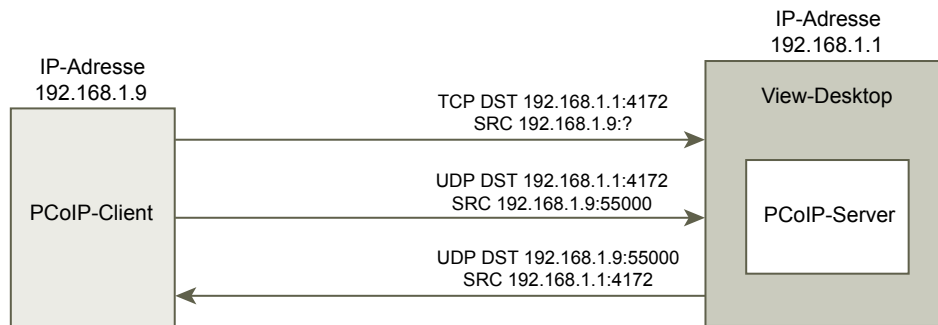 IP-Adresse
192.168.1.1
IP-Adresse
192.168.1.9
View-Desktop
TCP DST 192.168.1.1:4172
SRC 192.168.1.9:?
UDP DST 192.168.1.1:4172
SRC 192.168.1.9:55000
PCoIP-Client
PCoIP-Server
UDP DST 192.168.1.9:55000
SRC 192.168.1.1:4172